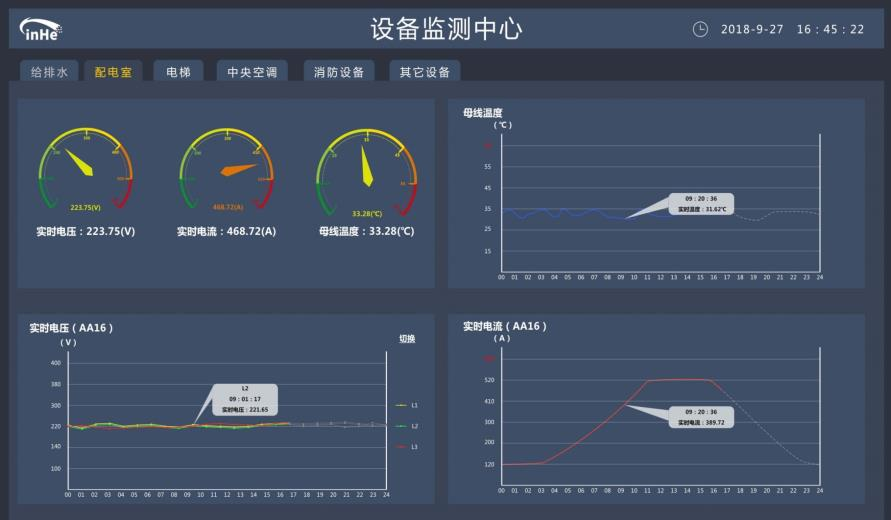 inHe
设备监测中心
2018-9-27 16:45:22
给排水 配电室 电梯 中央空调 消防设备 其它设备
223.75(V)
468.72(A)
33.28(℃)
实时电压：223.75(V)
实时电流：468.72(A)
母线温度：33.28(℃)
母线温度
（℃）
55
45
35
25
15
09：20：36
实时温度：31.62℃
00 01 02 03 04 05 06 07 08 09 10 11 12 13 14 15 16 17 18 19 20 21 22 23 24
实时电压（AA16）
（V）
切换
400
380
300
220
140
100
L2
09：01：17
实时电压：221.65
L1
L2
L3
00 01 02 03 04 05 06 07 08 09 10 11 12 13 14 15 16 17 18 19 20 21 22 23 24
实时电流（AA16）
（A）
520
410
300
200
120
09：20：36
实时电流：389.72
00 01 02 03 04 05 06 07 08 09 10 11 12 13 14 15 16 17 18 19 20 21 22 23 24